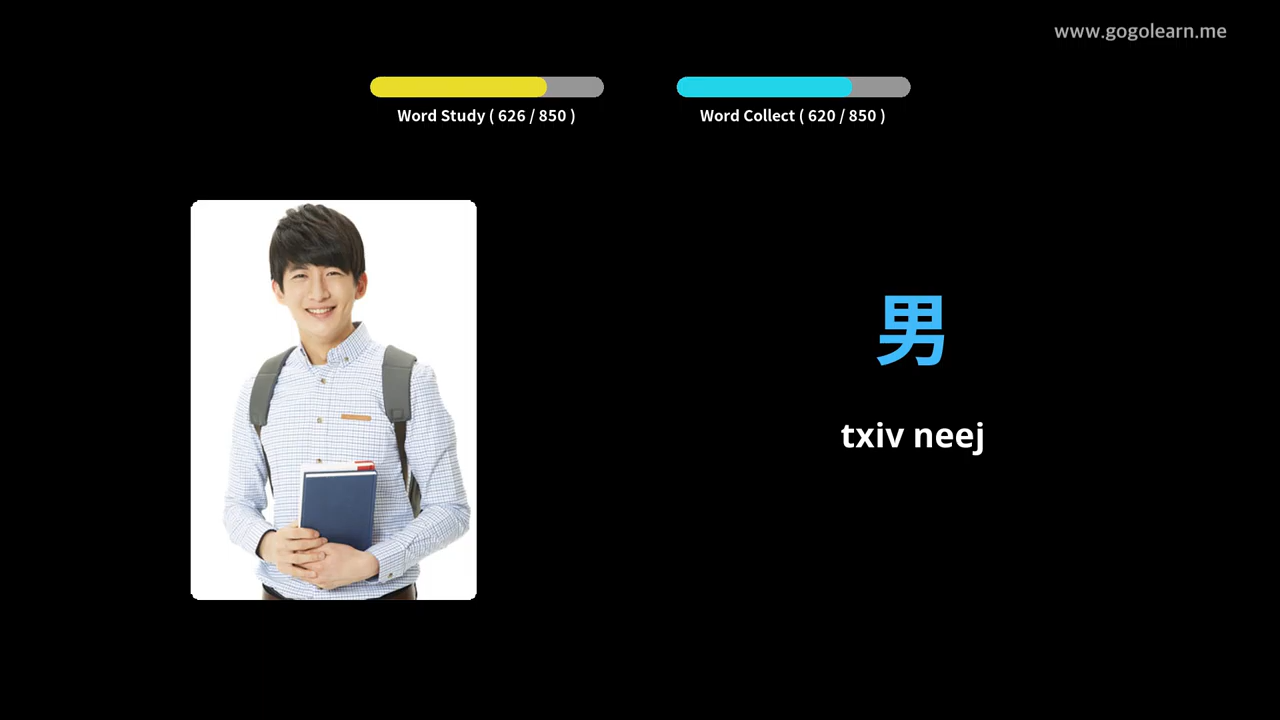 www.gogolearn.me
Word Study ( 626 / 850 )
Word Collect ( 620 / 850 )
男
txiv neej